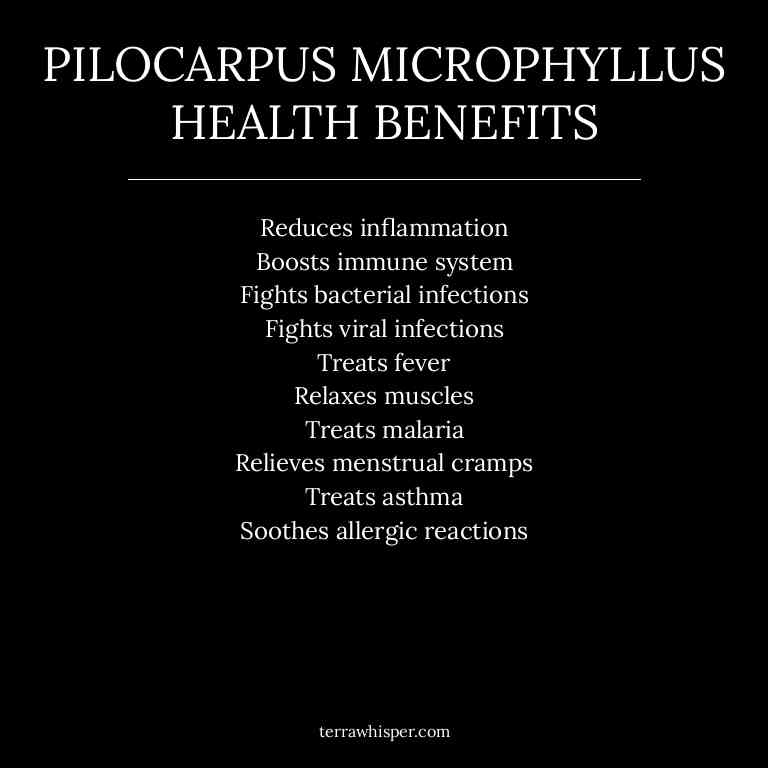 PILOCARPUS MICROPHYLLUS
HEALTH BENEFITS
Reduces inflammation
Boosts immune system
Fights bacterial infections
Fights viral infections
Treats fever
Relaxes muscles
Treats malaria
Relieves menstrual cramps
Treats asthma
Soothes allergic reactions
terrawhisper.com